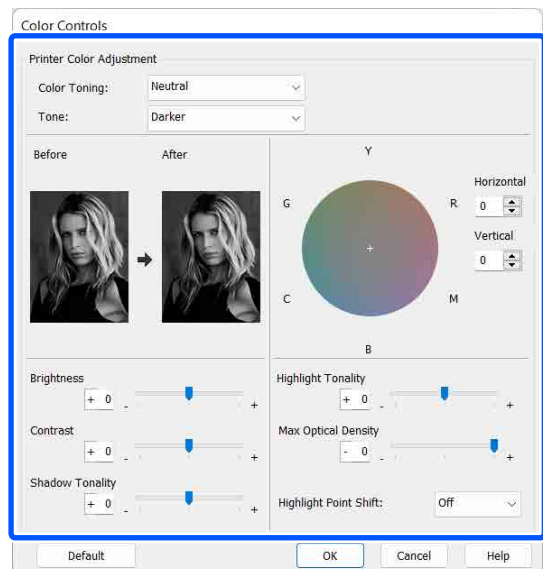 Color Controls
Printer Color Adjustment
Color Toning: Neutral
Tone: Darker
Before After
Y
G R
C M
B
Horizontal
0
Vertical
0
Brightness
+ 0 - +
Contrast
+ 0 - +
Shadow Tonality
+ 0 - +
Highlight Tonality
+ 0 - +
Max Optical Density
- 0 - +
Highlight Point Shift: Off
Default OK Cancel Help